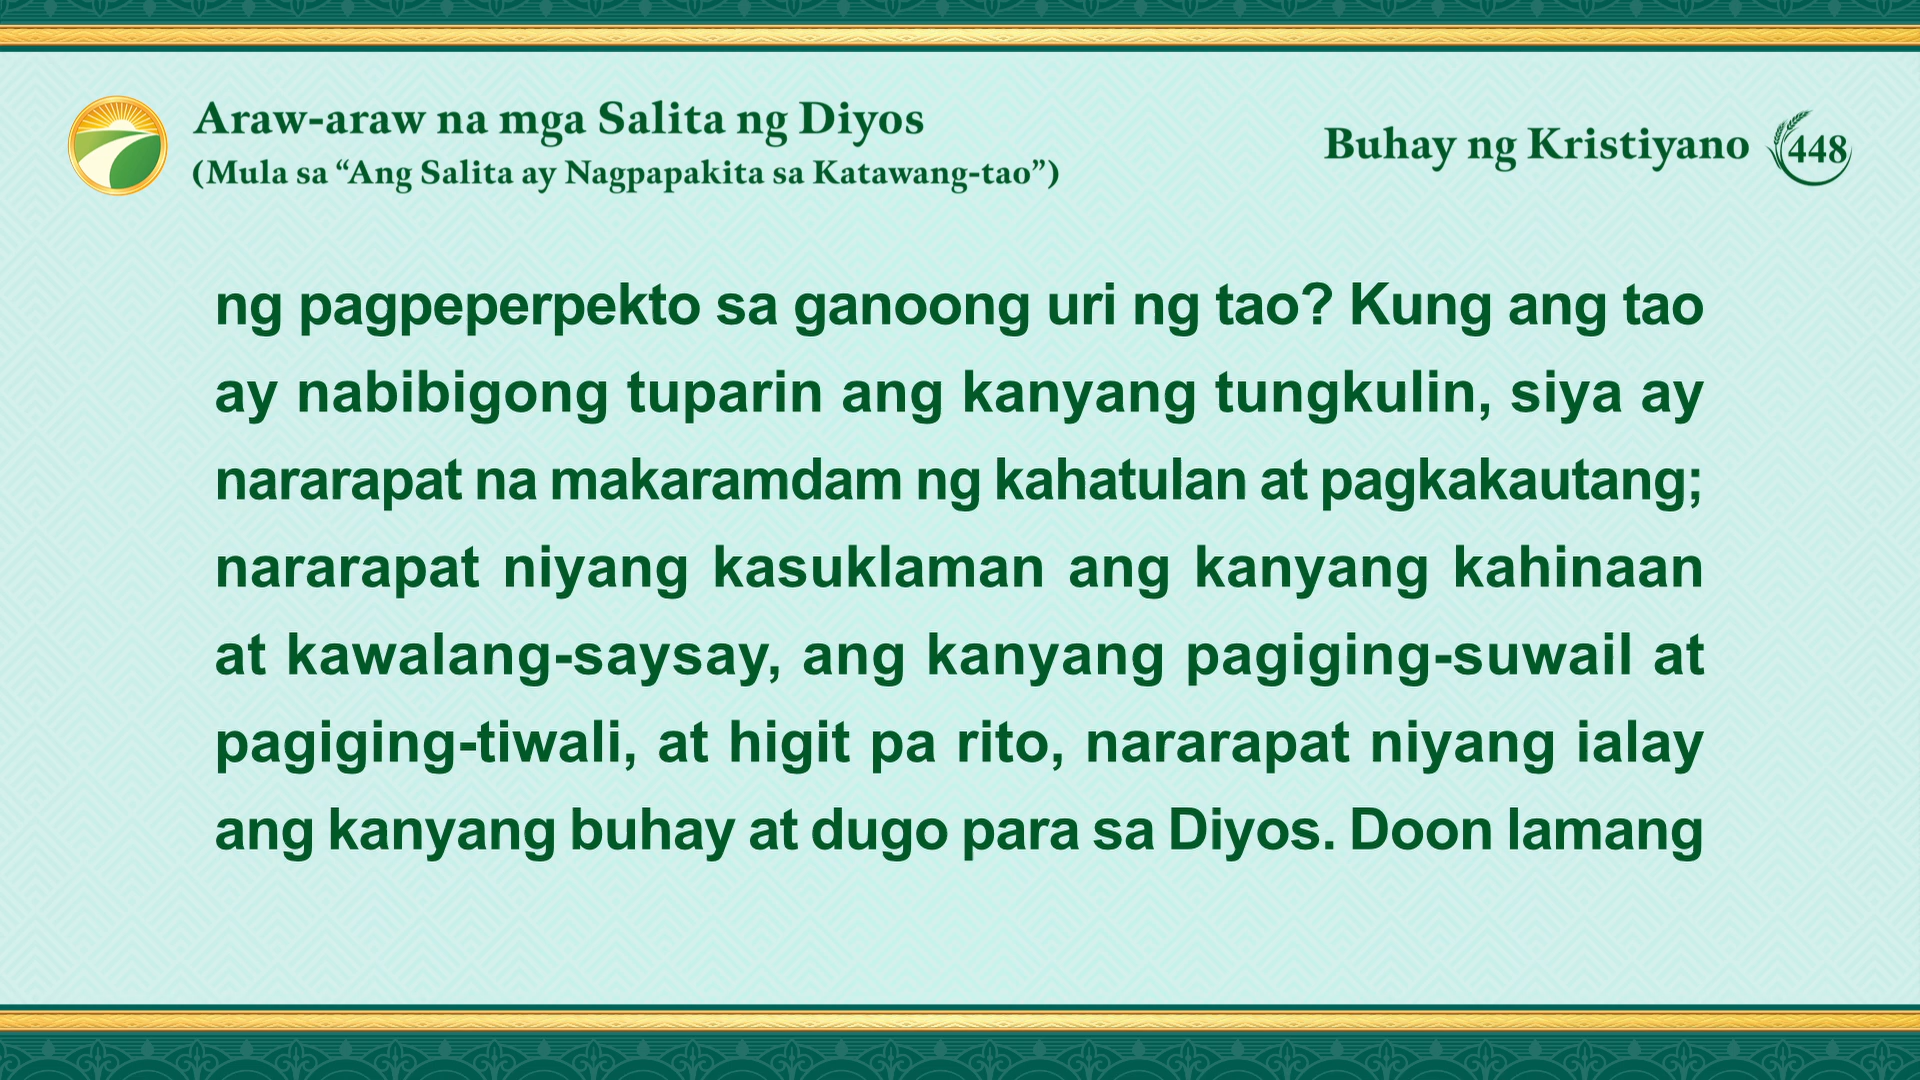 Araw-araw na mga Salita ng Diyos
(Mula sa “Ang Salita ay Nagpapakita sa Katawang-tao”)
Buhay ng Kristiyano 448
ng pagpeperpekto sa ganoong uri ng tao? Kung ang tao
ay nabibigong tuparin ang kanyang tungkulin, siya ay
nararapat na makaramdam ng kahatulan at pagkakautang;
nararapat niyang kasuklaman ang kanyang kahinaan
at kawalang-saysay, ang kanyang pagiging-suwail at
pagiging-tiwali, at higit pa rito, nararapat niyang ialay
ang kanyang buhay at dugo para sa Diyos. Doon lamang